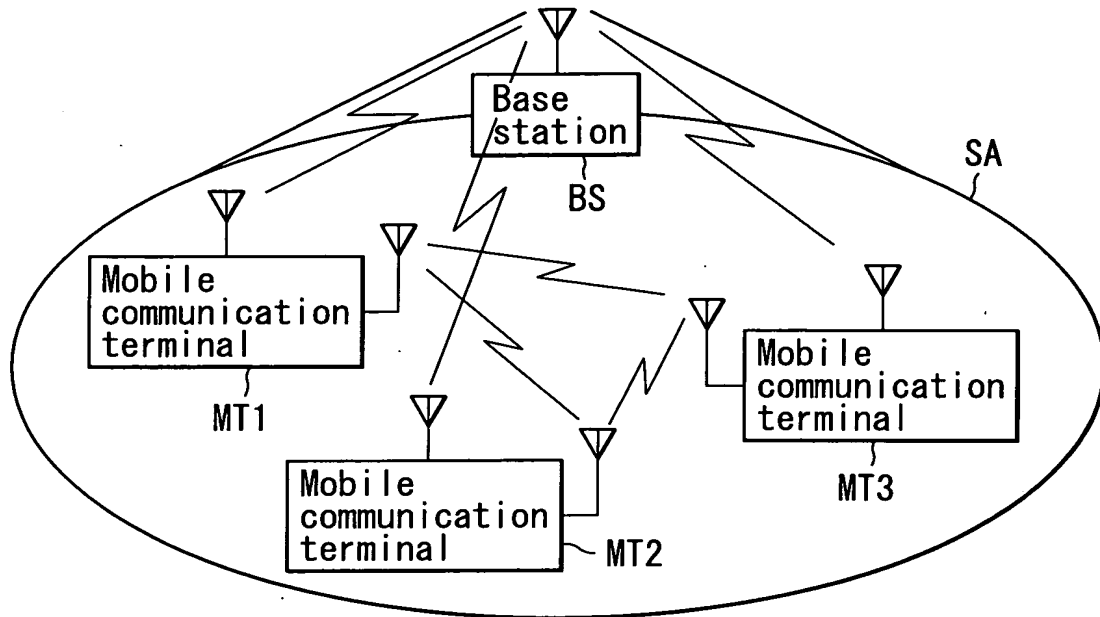 Base
station
BS
SA
Mobile
communication
terminal
MT1
Mobile
communication
terminal
MT3
Mobile
communication
terminal
MT2